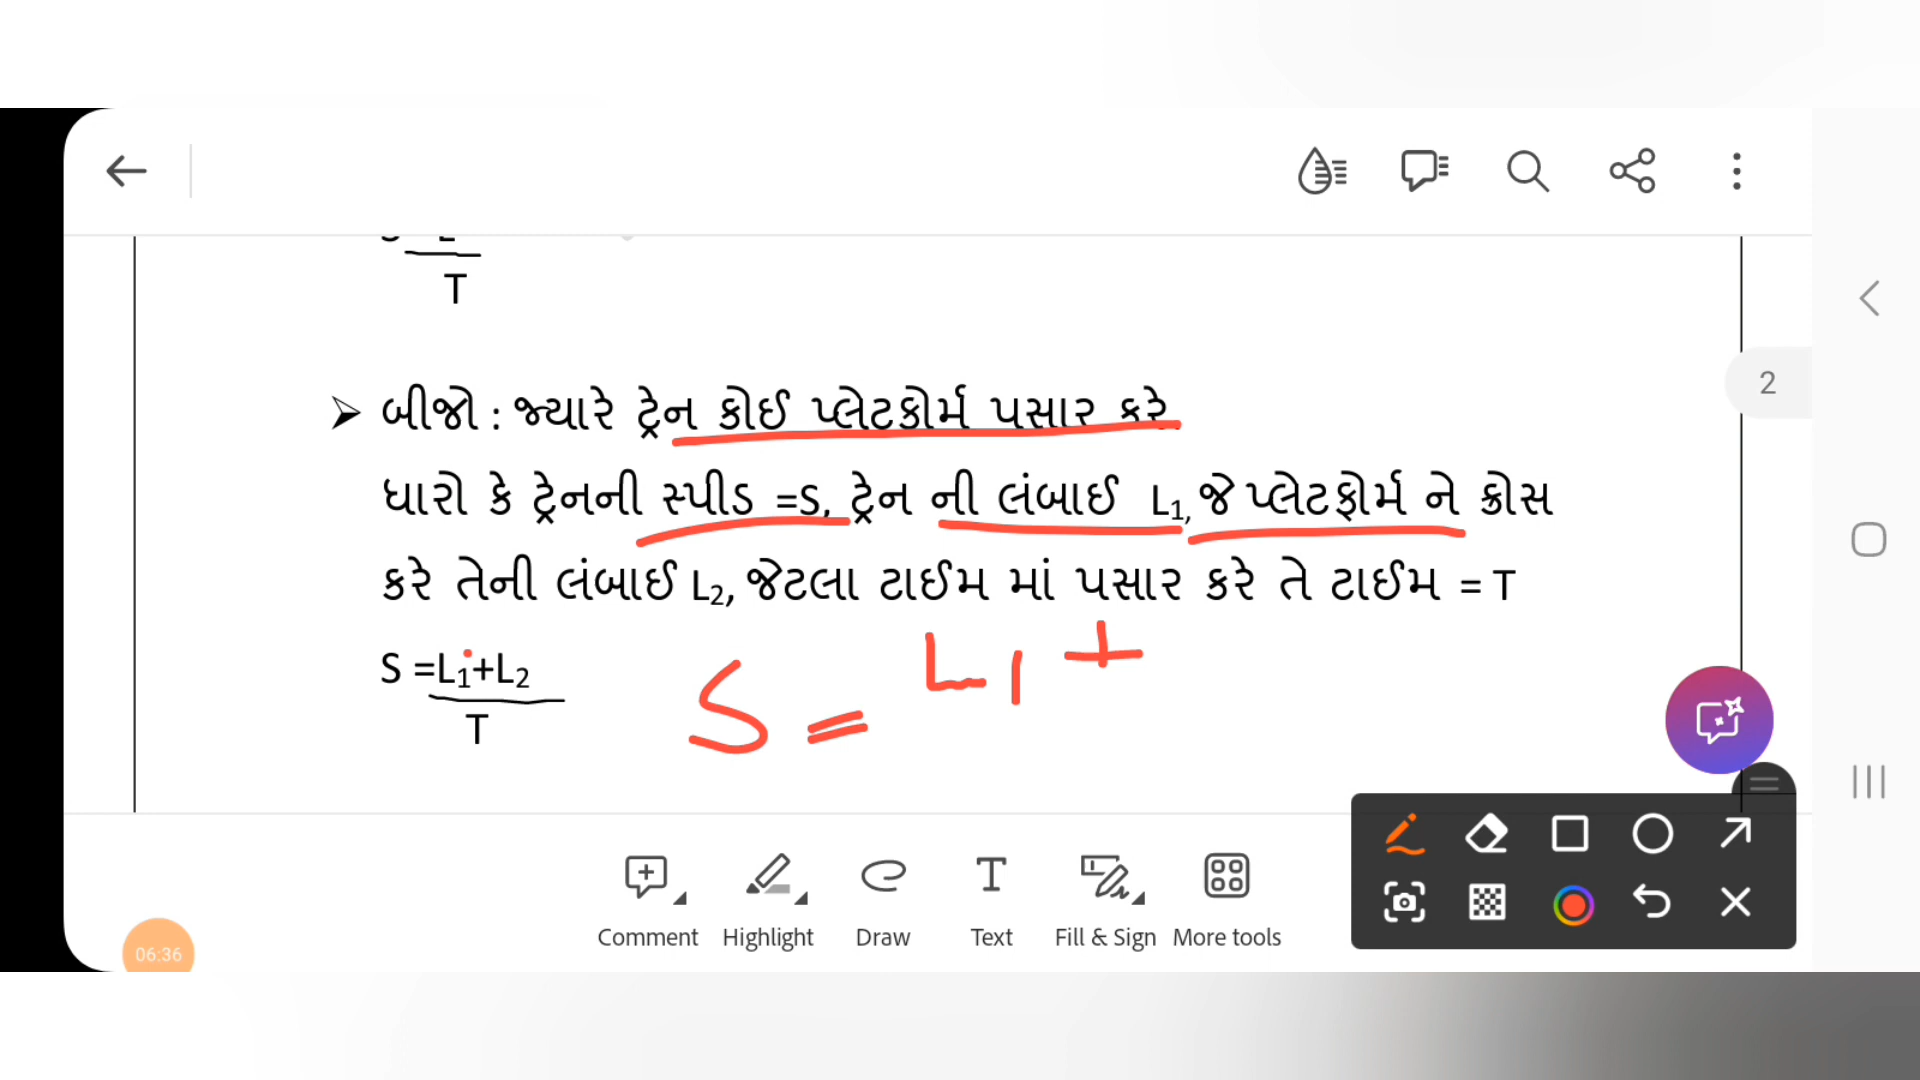 T
2
➢ બીજો : જ્યારે ટ્રેન કોઈ પ્લેટફોર્મ પસાર કરે
ધારો કે ટ્રેનની સ્પીડ =S, ટ્રેન ની લંબાઈ L₁, જે પ્લેટફોર્મ ને ક્રોસ
કરે તેની લંબાઈ L₂, જેટલા ટાઈમ માં પસાર કરે તે ટાઈમ = T
S =L₁+L₂
T
S = L₁ +
Comment Highlight Draw Text Fill & Sign More tools
06:36